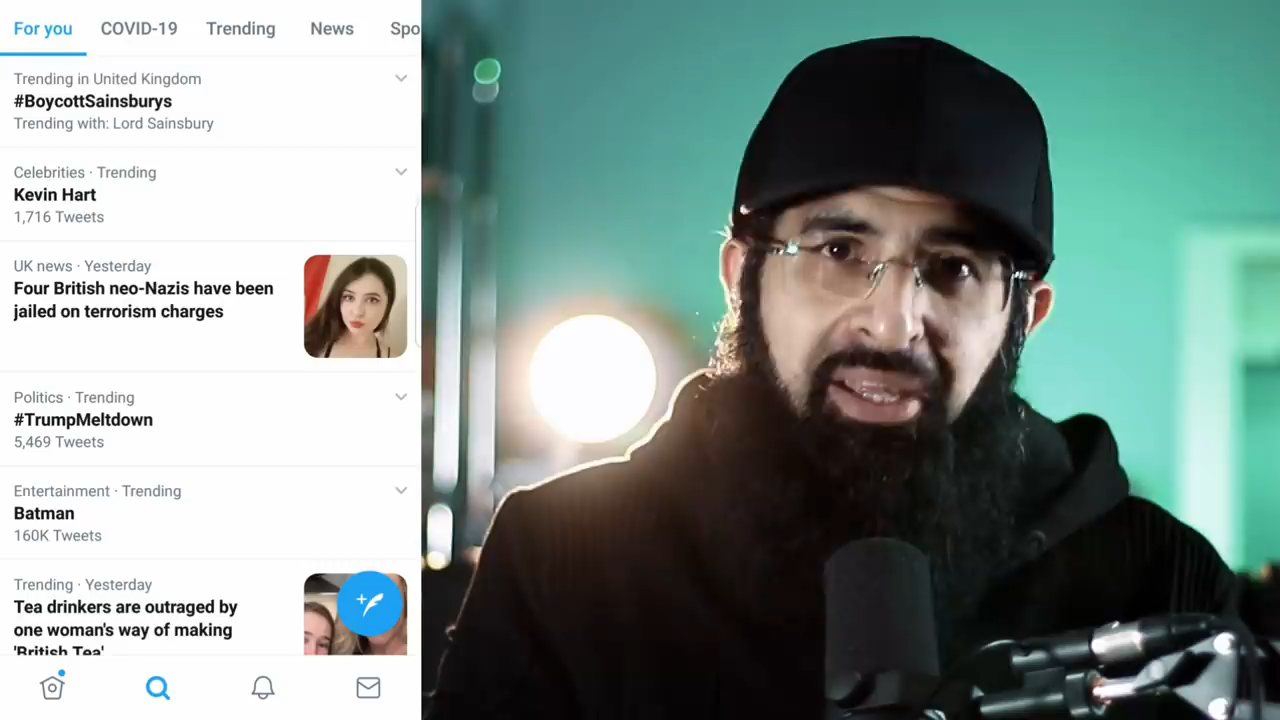 For you COVID-19 Trending News Spo
Trending in United Kingdom
#BoycottSainsburys
Trending with: Lord Sainsbury
Celebrities · Trending
Kevin Hart
1,716 Tweets
UK news · Yesterday
Four British neo-Nazis have been
jailed on terrorism charges
Politics · Trending
#TrumpMeltdown
5,469 Tweets
Entertainment · Trending
Batman
160K Tweets
Trending · Yesterday
Tea drinkers are outraged by
one woman's way of making
'British Tea'